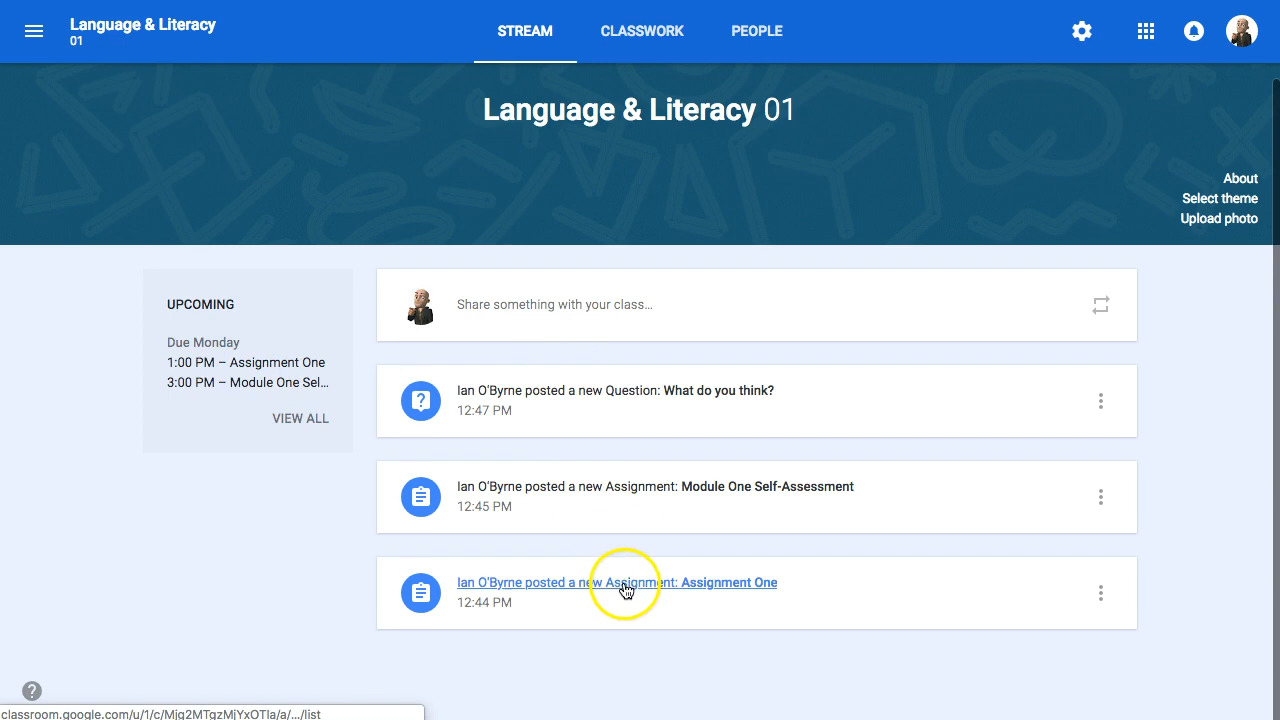 Language & Literacy
01
STREAM
CLASSWORK
PEOPLE
Language & Literacy 01
About
Select theme
Upload photo
UPCOMING
Due Monday
1:00 PM – Assignment One
3:00 PM – Module One Sel...
VIEW ALL
Share something with your class...
Ian O'Byrne posted a new Question: What do you think?
12:47 PM
Ian O'Byrne posted a new Assignment: Module One Self-Assessment
12:45 PM
Ian O'Byrne posted a new Assignment: Assignment One
12:44 PM
classroom.google.com/u/1/c/Mjg2MTgzMjYxOTIa/a/.../list